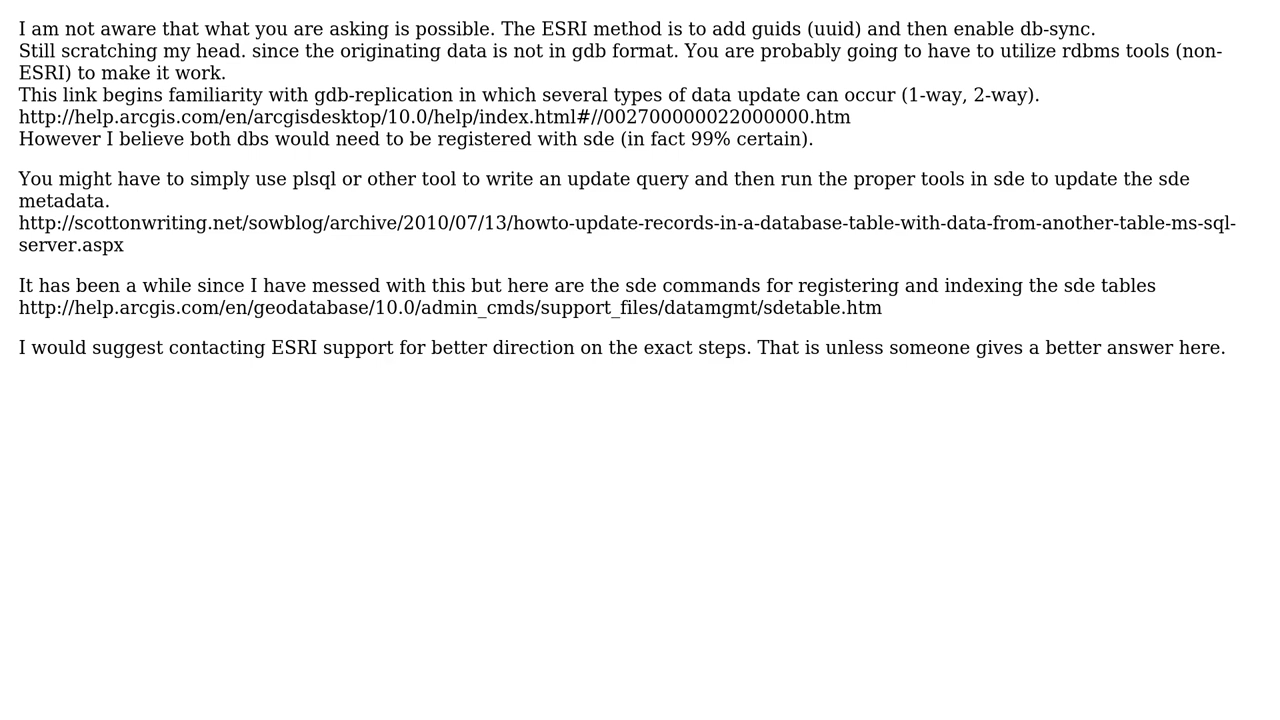 I am not aware that what you are asking is possible. The ESRI method is to add guids (uuid) and then enable db-sync.
Still scratching my head. since the originating data is not in gdb format. You are probably going to have to utilize rdbms tools (non-
ESRI) to make it work.
This link begins familiarity with gdb-replication in which several types of data update can occur (1-way, 2-way).
http://help.arcgis.com/en/arcgisdesktop/10.0/help/index.html#//002700000022000000.htm
However I believe both dbs would need to be registered with sde (in fact 99% certain).
You might have to simply use plsql or other tool to write an update query and then run the proper tools in sde to update the sde
metadata.
http://scottonwriting.net/sowblog/archive/2010/07/13/howto-update-records-in-a-database-table-with-data-from-another-table-ms-sql-
server.aspx
It has been a while since I have messed with this but here are the sde commands for registering and indexing the sde tables
http://help.arcgis.com/en/geodatabase/10.0/admin_cmds/support_files/datamgmt/sdetable.htm
I would suggest contacting ESRI support for better direction on the exact steps. That is unless someone gives a better answer here.